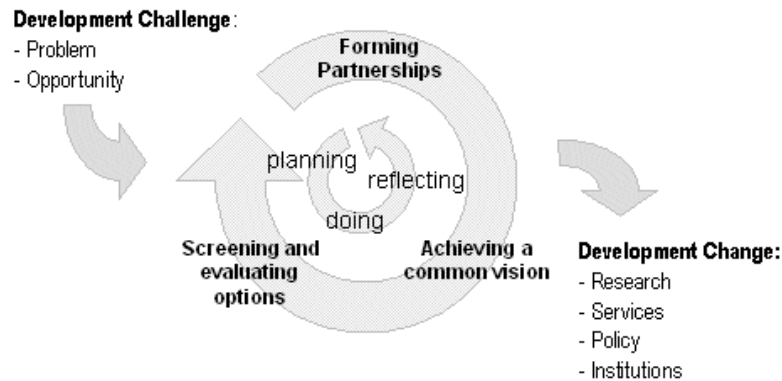 Development Challenge:
- Problem
- Opportunity
Forming
Partnerships
planning
reflecting
doing
Screening and
evaluating
options
Achieving a
common vision
Development Change:
- Research
- Services
- Policy
- Institutions